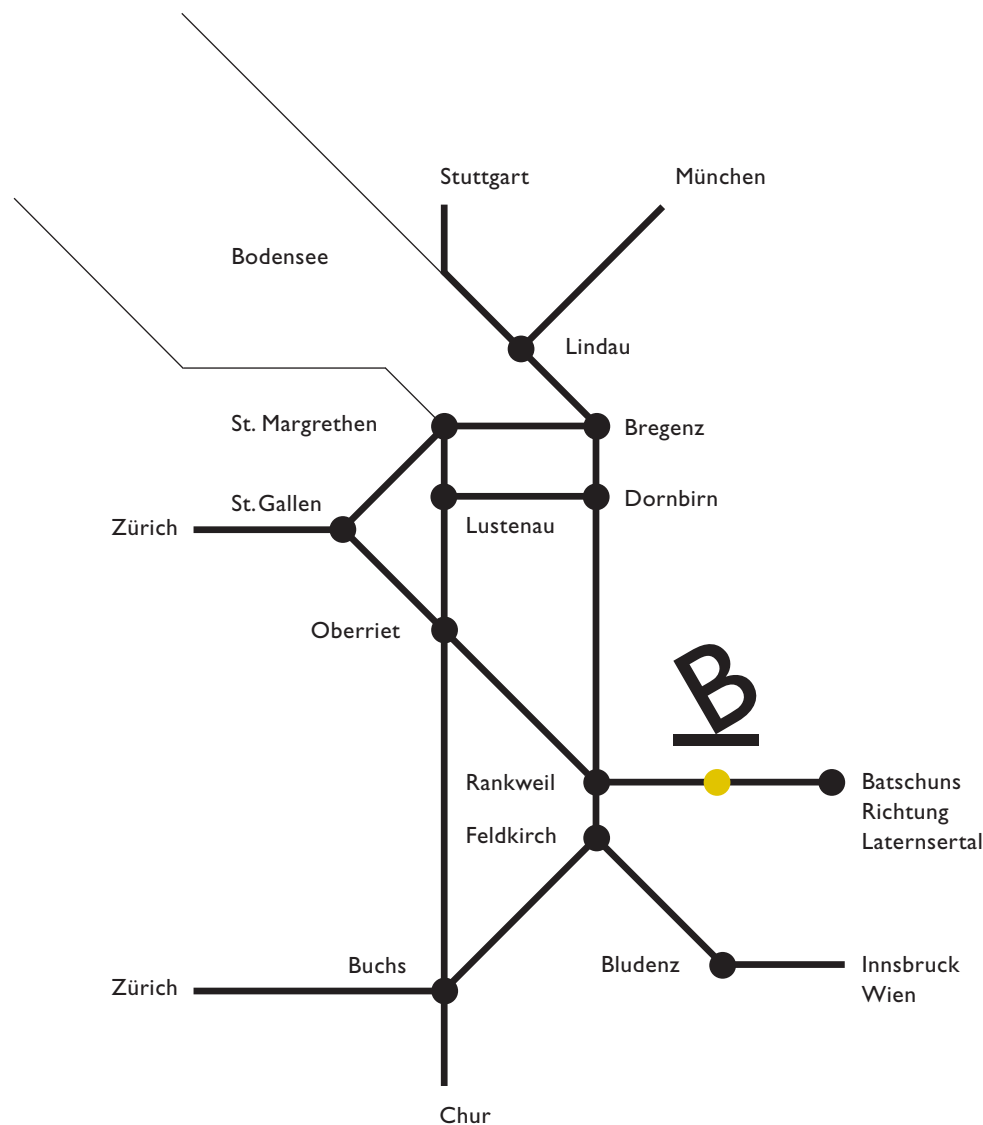 Stuttgart
München
Bodensee
Lindau
St. Margrethen
Bregenz
St. Gallen
Dornbirn
Zürich
Lustenau
Oberriet
B
Rankweil
Batschuns
Richtung
Laternsertal
Feldkirch
Buchs
Bludenz
Innsbruck
Wien
Zürich
Chur